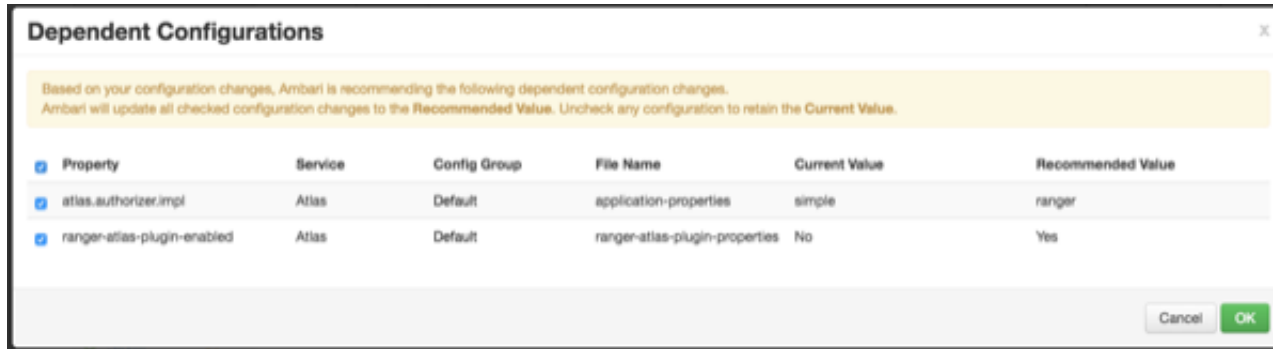 Dependent Configurations
x
Based on your configuration changes, Ambari is recommending the following dependent configuration changes.
Ambari will update all checked configuration changes to the Recommended Value. Uncheck any configuration to retain the Current Value.
Property Service Config Group File Name Current Value Recommended Value
atlas.authorizer.impl Atlas Default application-properties simple ranger
ranger-atlas-plugin-enabled Atlas Default ranger-atlas-plugin-properties No Yes
Cancel OK